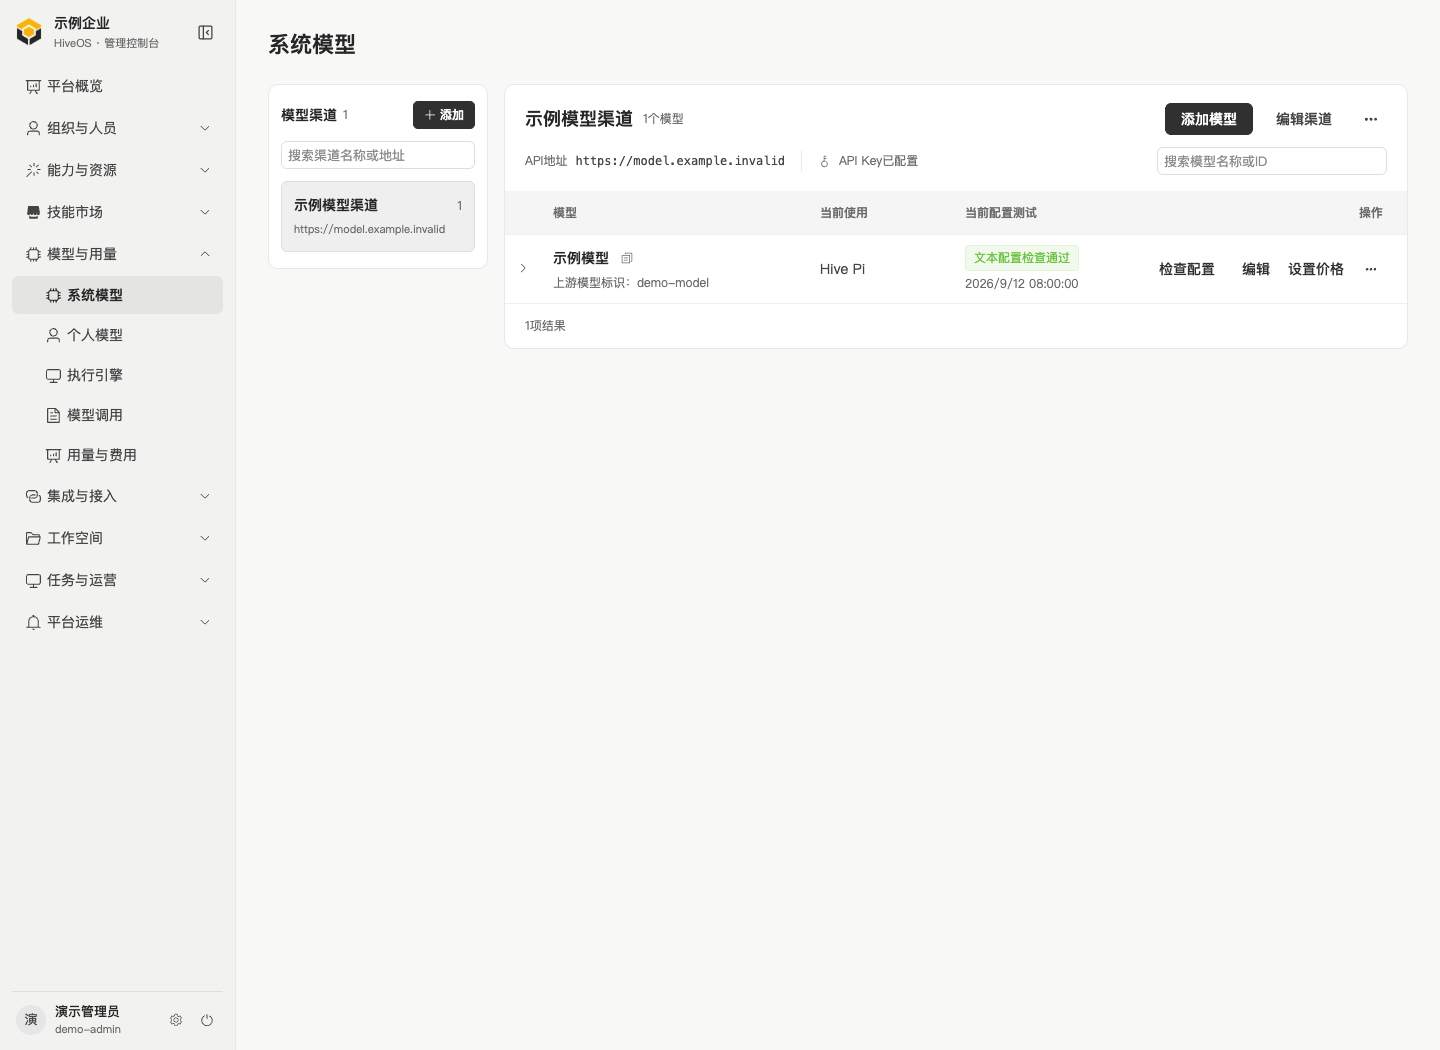 示例企业
HiveOS · 管理控制台
平台概览
组织与人员
能力与资源
技能市场
模型与用量
系统模型
个人模型
执行引擎
模型调用
用量与费用
集成与接入
工作空间
任务与运营
平台运维
演
演示管理员
demo-admin
系统模型
模型渠道 1
添加
搜索渠道名称或地址
示例模型渠道 1
https://model.example.invalid
示例模型渠道 1个模型
添加模型 编辑渠道 ···
API地址 https://model.example.invalid API Key已配置
搜索模型名称或ID
模型 当前使用 当前配置测试 操作
示例模型
上游模型标识：demo-model
Hive Pi
文本配置检查通过
2026/9/12 08:00:00
检查配置 编辑 设置价格 ···
1项结果